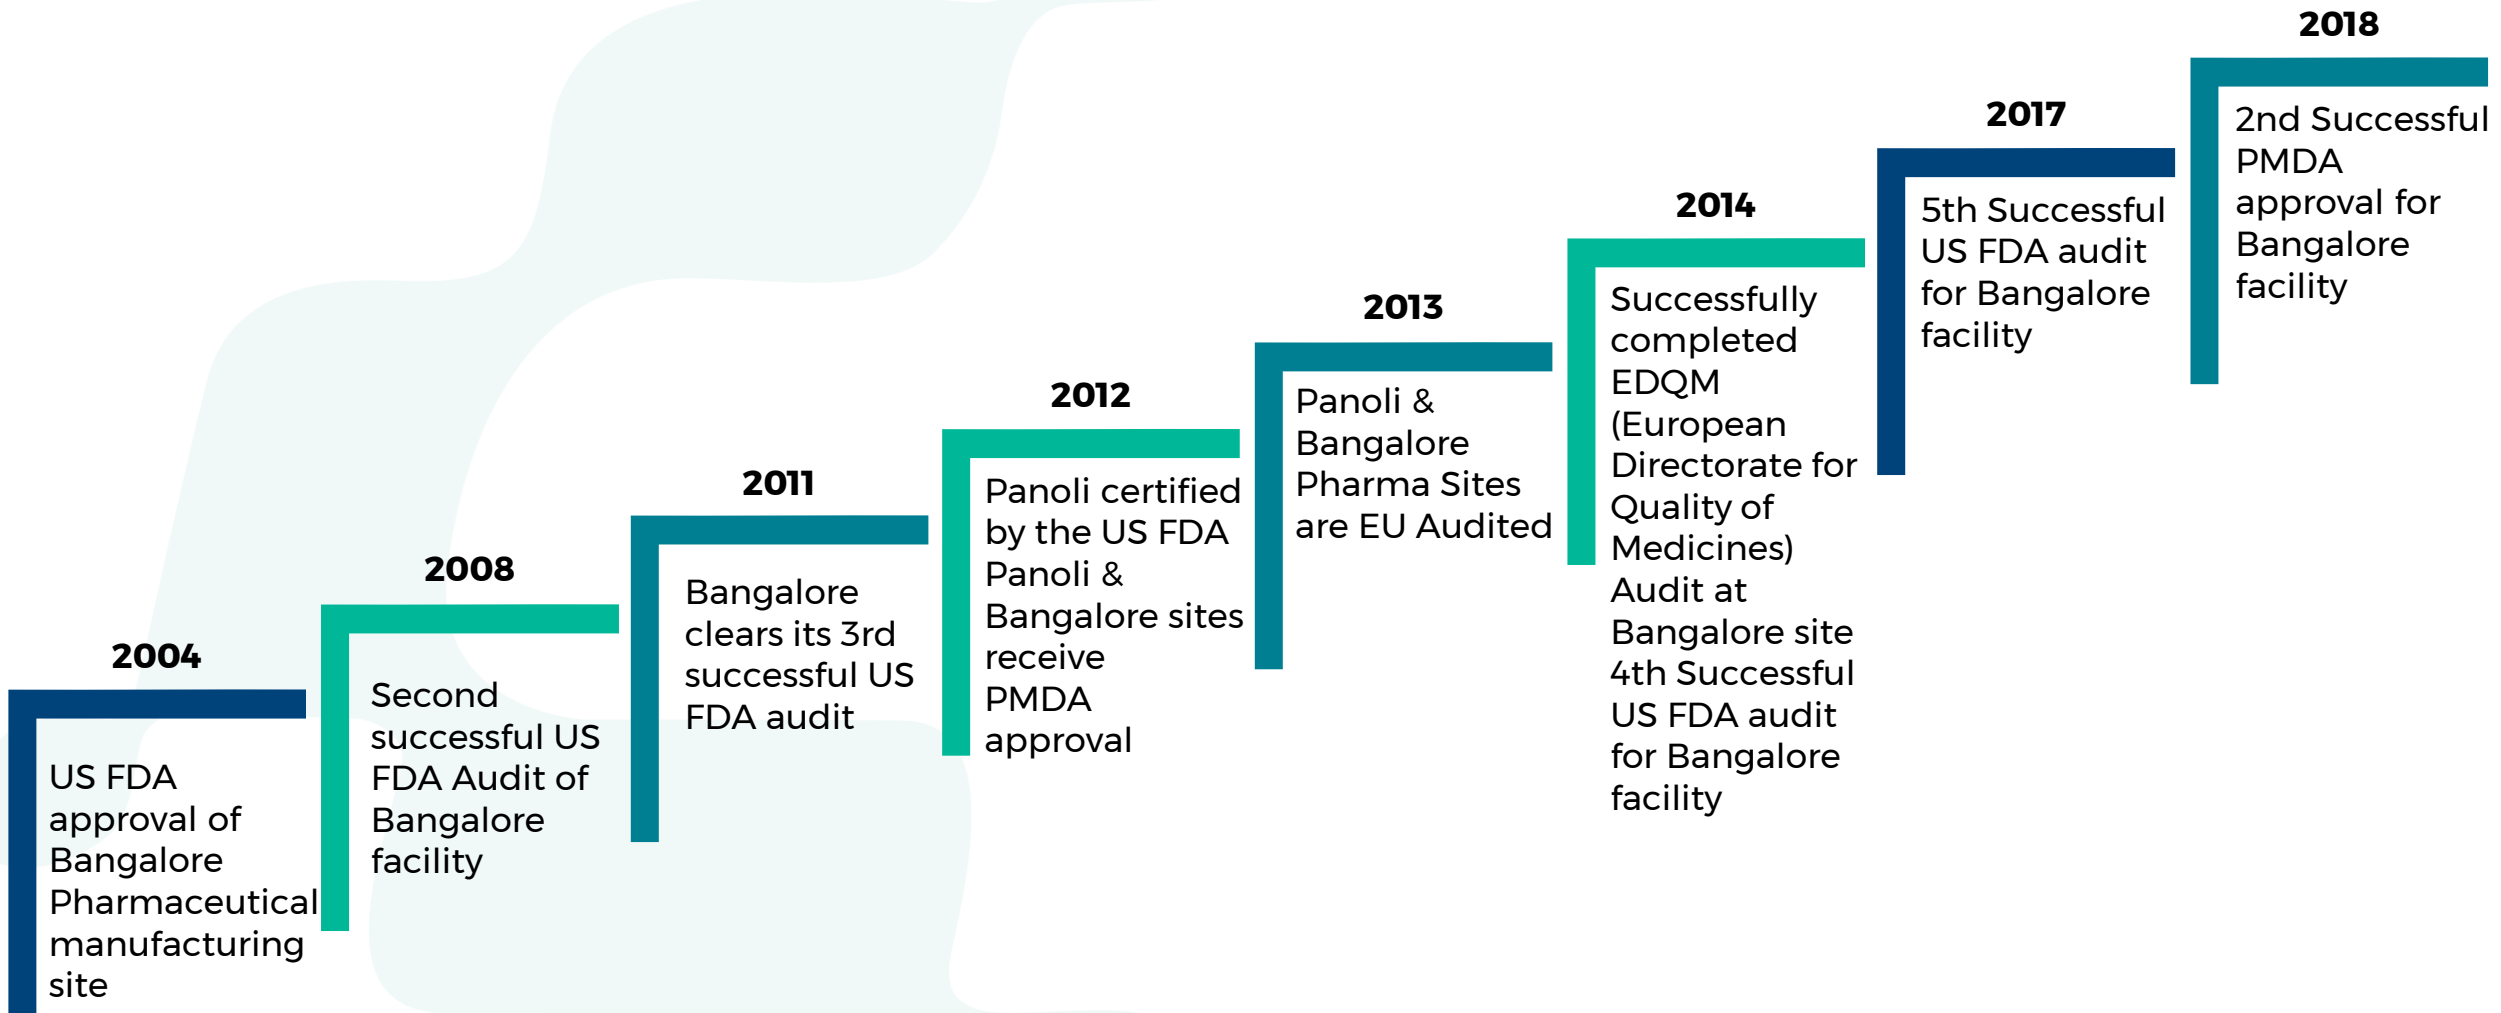 2004
US FDA
approval of
Bangalore
Pharmaceutical
manufacturing
site
2008
Second
successful US
FDA Audit of
Bangalore
facility
2011
Bangalore
clears its 3rd
successful US
FDA audit
2012
Panoli certified
by the US FDA
Panoli &
Bangalore sites
receive
PMDA
approval
2013
Panoli &
Bangalore
Pharma Sites
are EU Audited
2014
Successfully
completed
EDQM
(European
Directorate for
Quality of
Medicines)
Audit at
Bangalore site
4th Successful
US FDA audit
for Bangalore
facility
2017
5th Successful
US FDA audit
for Bangalore
facility
2018
2nd Successful
PMDA
approval for
Bangalore
facility